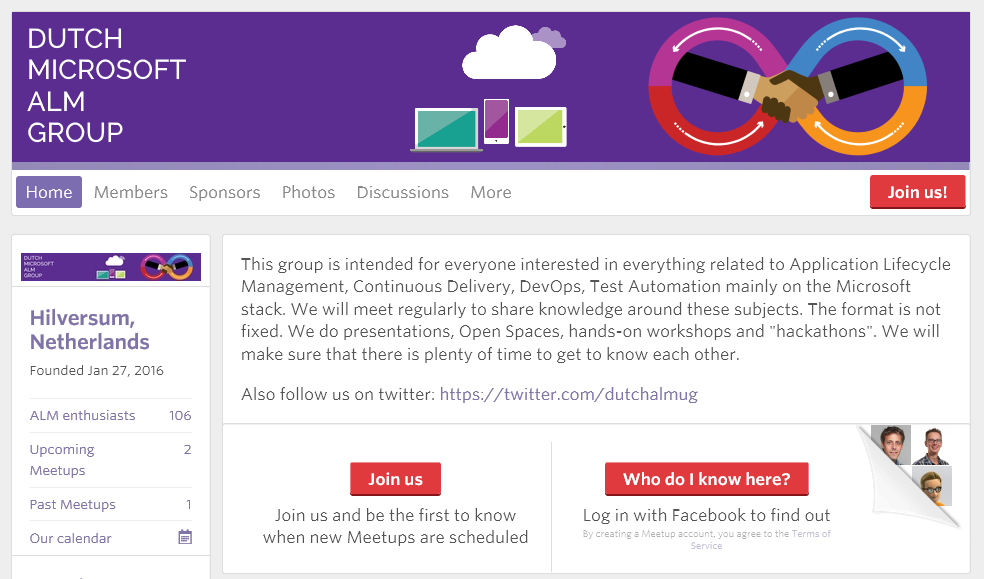 DUTCH
MICROSOFT
ALM
GROUP
Home Members Sponsors Photos Discussions More Join us!
DUTCH
MICROSOFT
ALM
GROUP
Hilversum,
Netherlands
Founded Jan 27, 2016
ALM enthusiasts 106
Upcoming 2
Meetups
Past Meetups 1
Our calendar
This group is intended for everyone interested in everything related to Application Lifecycle
Management, Continuous Delivery, DevOps, Test Automation mainly on the Microsoft
stack. We will meet regularly to share knowledge around these subjects. The format is not
fixed. We do presentations, Open Spaces, hands-on workshops and "hackathons". We will
make sure that there is plenty of time to get to know each other.
Also follow us on twitter: https://twitter.com/dutchalmug
Join us
Join us and be the first to know
when new Meetups are scheduled
Who do I know here?
Log in with Facebook to find out
By creating a Meetup account, you agree to the Terms of
Service